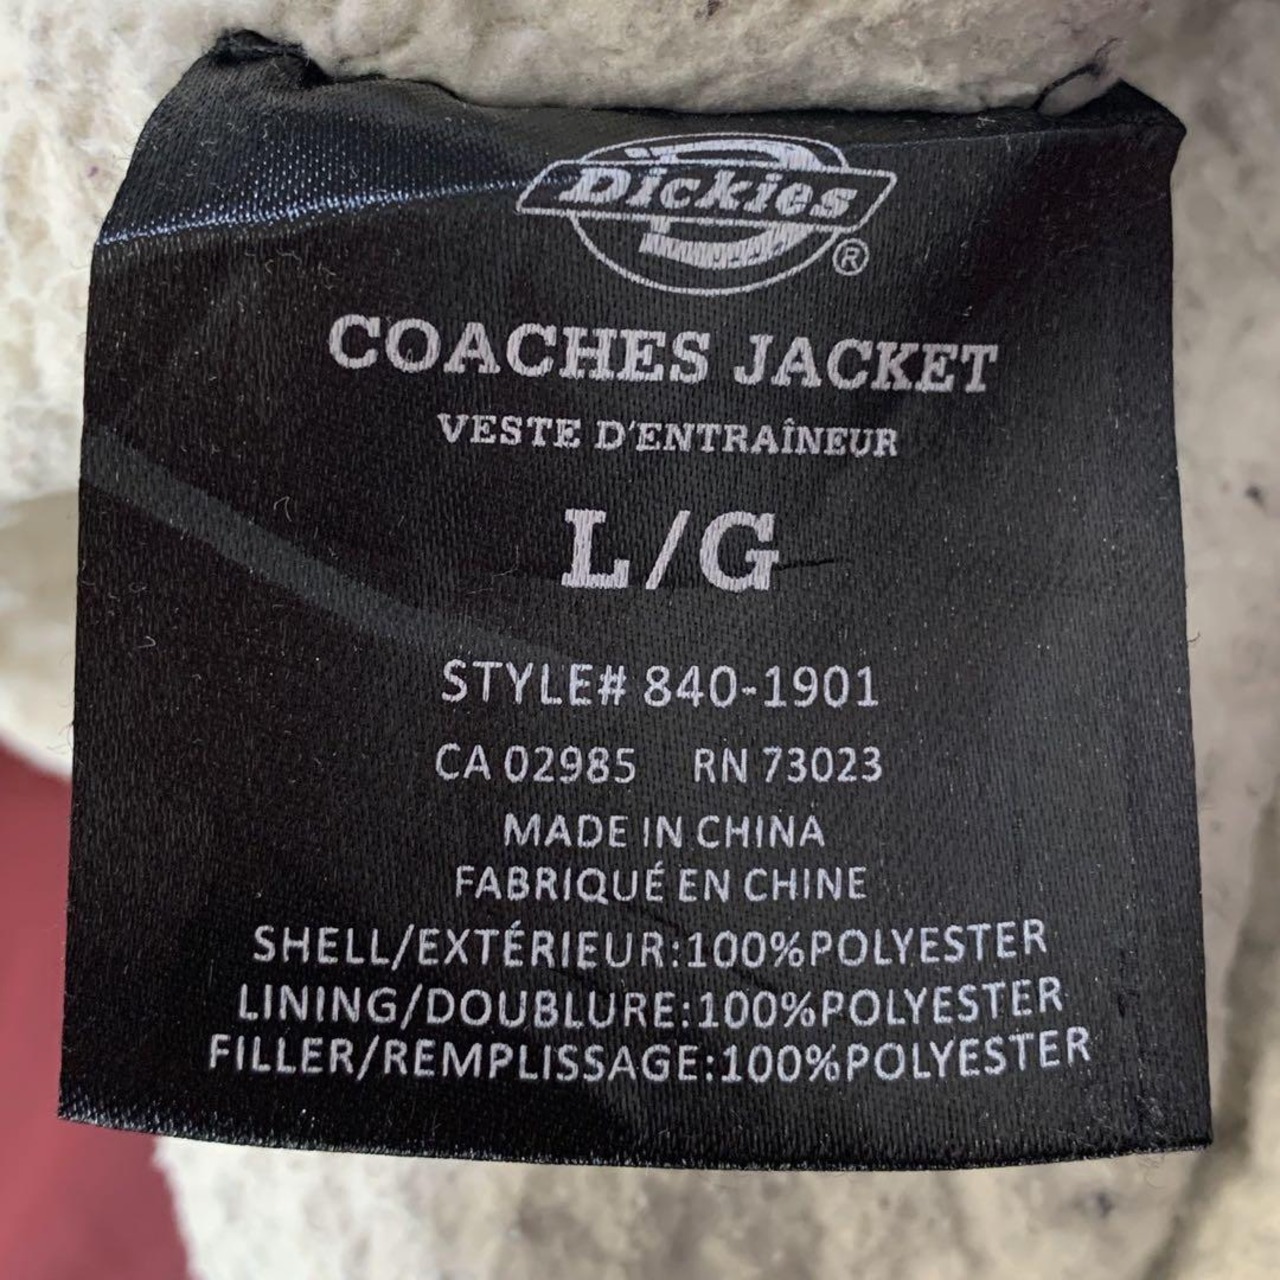 Dickies ®
COACHES JACKET
VESTE D'ENTRAÎNEUR
L/G
STYLE# 840-1901
CA 02985 RN 73023
MADE IN CHINA
FABRIQUÉ EN CHINE
SHELL/EXTÉRIEUR:100%POLYESTER
LINING/DOUBLURE:100%POLYESTER
FILLER/REMPLISSAGE:100%POLYESTER